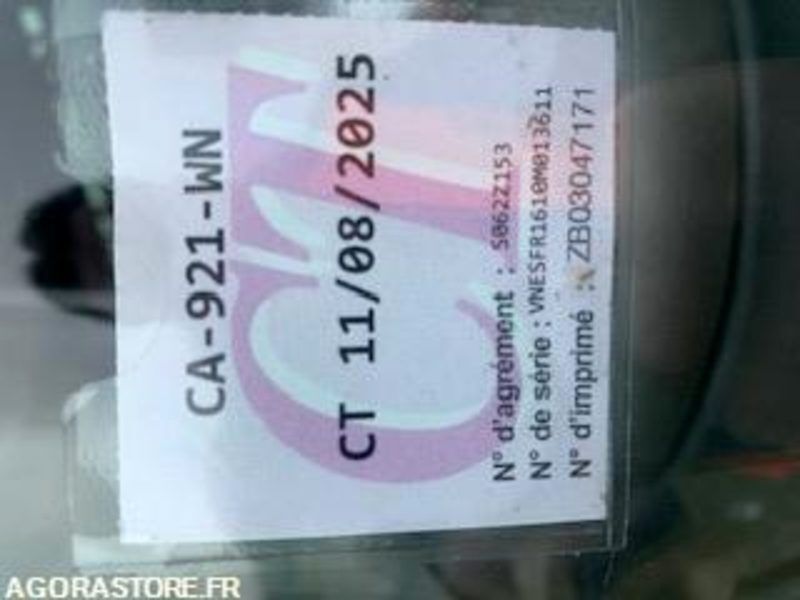 CA-921-WN
CT 11/08/2025
N° d'agrément : S062Z153
N° de série : VNESFR1610M013611
N° d'imprimé : ZB03047171
AGORASTORE.FR